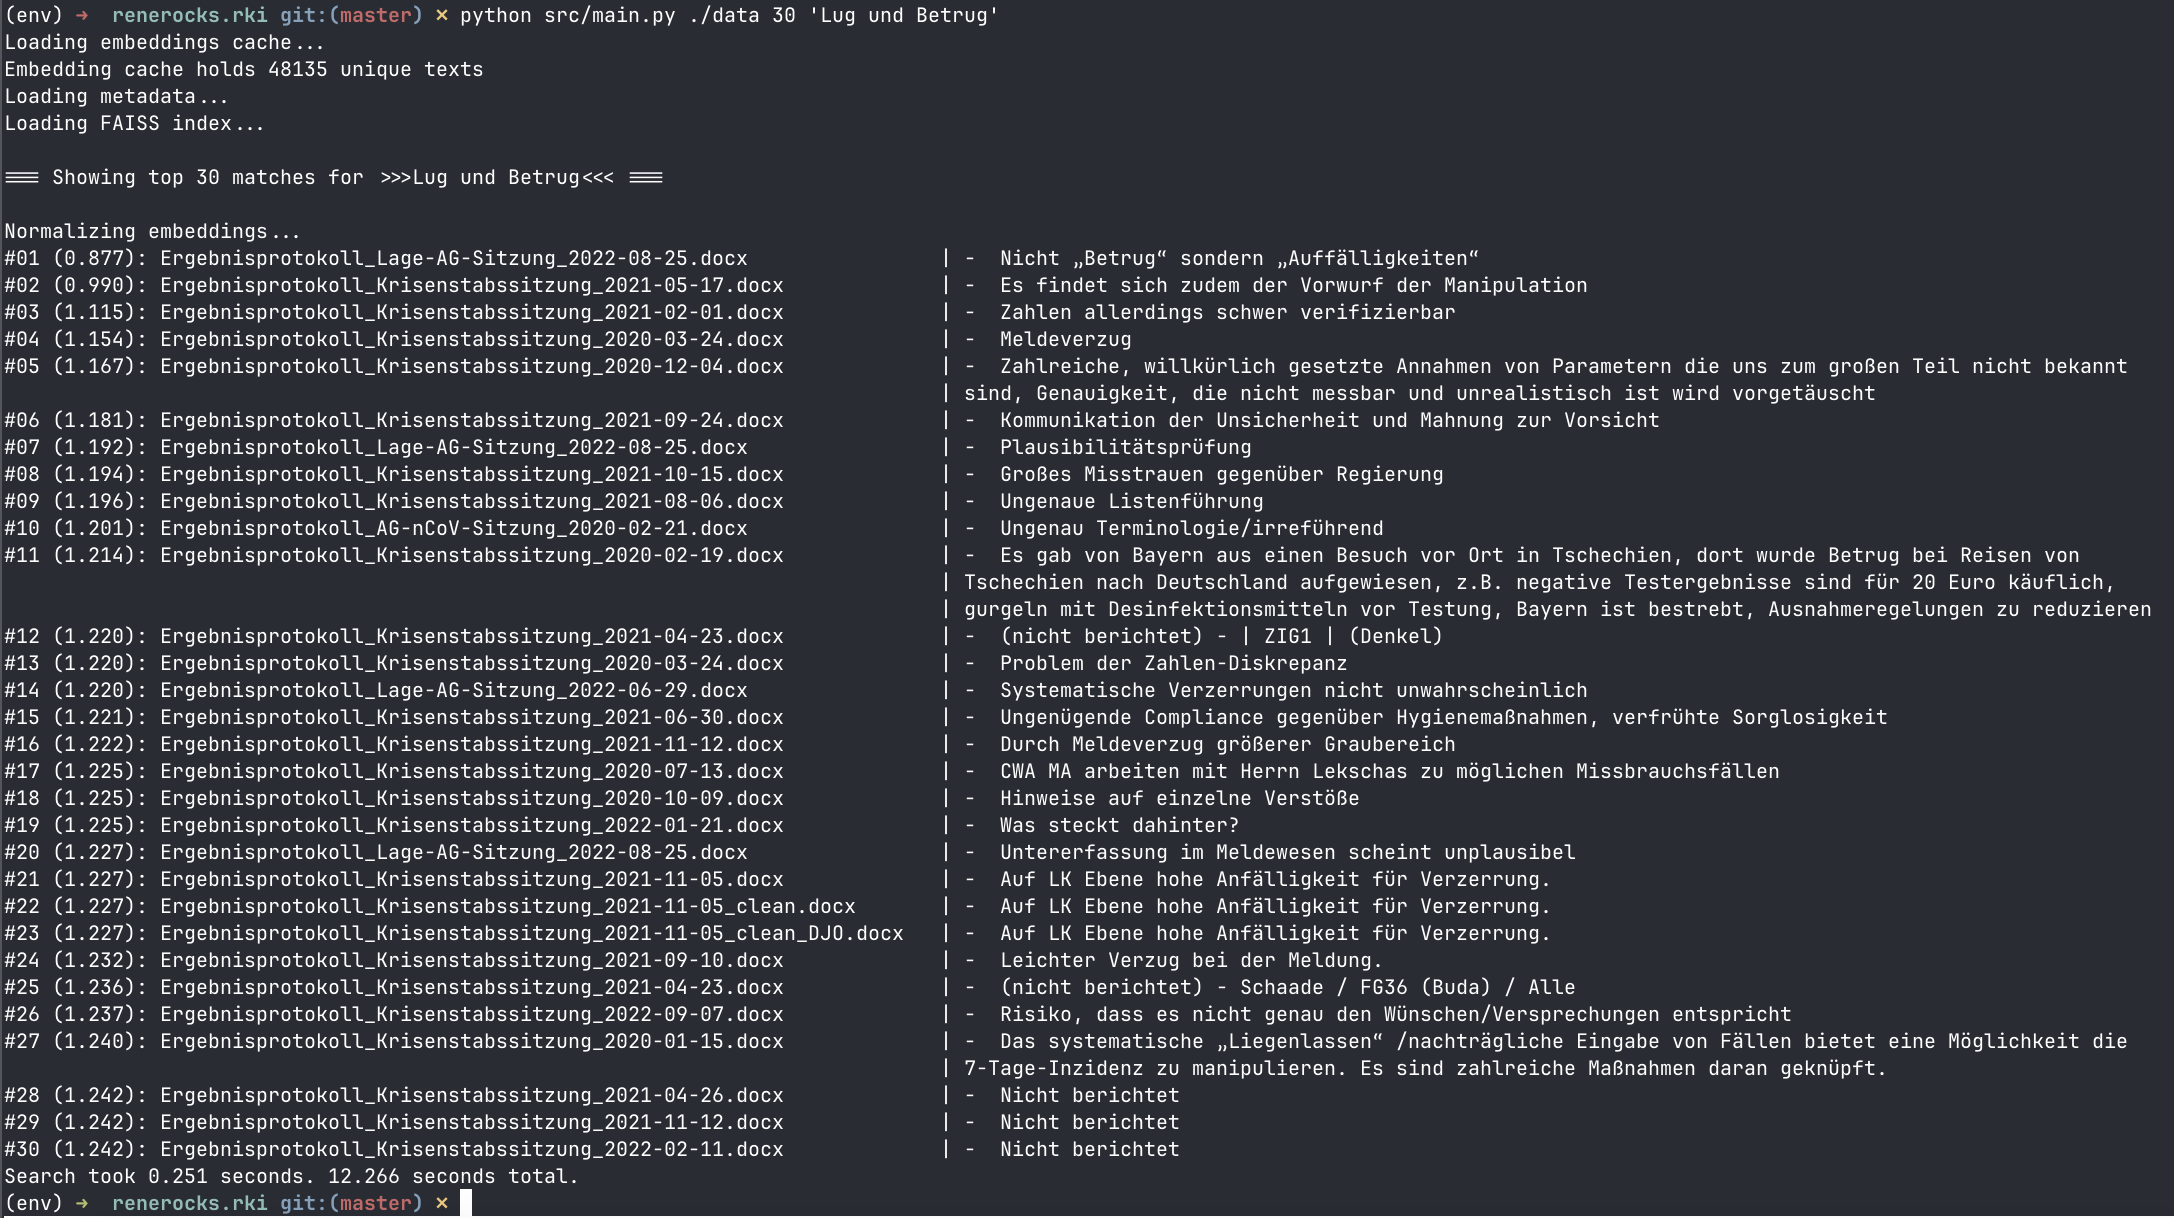 (env) → renerocks.rki git:(master) × python src/main.py ./data 30 'Lug und Betrug'
Loading embeddings cache...
Embedding cache holds 48135 unique texts
Loading metadata...
Loading FAISS index...
=== Showing top 30 matches for >>>Lug und Betrug<<< ===
Normalizing embeddings...
#01 (0.877): Ergebnisprotokoll_Lage-AG-Sitzung_2022-08-25.docx | - Nicht „Betrug“ sondern „Auffälligkeiten“
#02 (0.990): Ergebnisprotokoll_Krisenstabssitzung_2021-05-17.docx | - Es findet sich zudem der Vorwurf der Manipulation
#03 (1.115): Ergebnisprotokoll_Krisenstabssitzung_2021-02-01.docx | - Zahlen allerdings schwer verifizierbar
#04 (1.154): Ergebnisprotokoll_Krisenstabssitzung_2020-03-24.docx | - Meldeverzug
#05 (1.167): Ergebnisprotokoll_Krisenstabssitzung_2020-12-04.docx | - Zahlreiche, willkürlich gesetzte Annahmen von Parametern die uns zum großen Teil nicht bekannt
| sind, Genauigkeit, die nicht messbar und unrealistisch ist wird vorgetäuscht
#06 (1.181): Ergebnisprotokoll_Krisenstabssitzung_2021-09-24.docx | - Kommunikation der Unsicherheit und Mahnung zur Vorsicht
#07 (1.192): Ergebnisprotokoll_Lage-AG-Sitzung_2022-08-25.docx | - Plausibilitätsprüfung
#08 (1.194): Ergebnisprotokoll_Krisenstabssitzung_2021-10-15.docx | - Großes Misstrauen gegenüber Regierung
#09 (1.196): Ergebnisprotokoll_Krisenstabssitzung_2021-08-06.docx | - Ungenaue Listenführung
#10 (1.201): Ergebnisprotokoll_AG-nCoV-Sitzung_2020-02-21.docx | - Ungenau Terminologie/irreführend
#11 (1.214): Ergebnisprotokoll_Krisenstabssitzung_2020-02-19.docx | - Es gab von Bayern aus einen Besuch vor Ort in Tschechien, dort wurde Betrug bei Reisen von
| Tschechien nach Deutschland aufgewiesen, z.B. negative Testergebnisse sind für 20 Euro käuflich,
| gurgeln mit Desinfektionsmitteln vor Testung, Bayern ist bestrebt, Ausnahmeregelungen zu reduzieren
#12 (1.220): Ergebnisprotokoll_Krisenstabssitzung_2021-04-23.docx | - (nicht berichtet) - | ZIG1 | (Denkel)
#13 (1.220): Ergebnisprotokoll_Krisenstabssitzung_2020-03-24.docx | - Problem der Zahlen-Diskrepanz
#14 (1.220): Ergebnisprotokoll_Lage-AG-Sitzung_2022-06-29.docx | - Systematische Verzerrungen nicht unwahrscheinlich
#15 (1.221): Ergebnisprotokoll_Krisenstabssitzung_2021-06-30.docx | - Ungenügende Compliance gegenüber Hygienemaßnahmen, verfrühte Sorglosigkeit
#16 (1.222): Ergebnisprotokoll_Krisenstabssitzung_2021-11-12.docx | - Durch Meldeverzug größerer Graubereich
#17 (1.225): Ergebnisprotokoll_Krisenstabssitzung_2020-07-13.docx | - CWA MA arbeiten mit Herrn Lekschas zu möglichen Missbrauchsfällen
#18 (1.225): Ergebnisprotokoll_Krisenstabssitzung_2020-10-09.docx | - Hinweise auf einzelne Verstöße
#19 (1.225): Ergebnisprotokoll_Krisenstabssitzung_2022-01-21.docx | - Was steckt dahinter?
#20 (1.227): Ergebnisprotokoll_Lage-AG-Sitzung_2022-08-25.docx | - Untererfassung im Meldewesen scheint unplausibel
#21 (1.227): Ergebnisprotokoll_Krisenstabssitzung_2021-11-05.docx | - Auf LK Ebene hohe Anfälligkeit für Verzerrung.
#22 (1.227): Ergebnisprotokoll_Krisenstabssitzung_2021-11-05_clean.docx | - Auf LK Ebene hohe Anfälligkeit für Verzerrung.
#23 (1.227): Ergebnisprotokoll_Krisenstabssitzung_2021-11-05_clean_DJO.docx | - Auf LK Ebene hohe Anfälligkeit für Verzerrung.
#24 (1.232): Ergebnisprotokoll_Krisenstabssitzung_2021-09-10.docx | - Leichter Verzug bei der Meldung.
#25 (1.236): Ergebnisprotokoll_Krisenstabssitzung_2021-04-23.docx | - (nicht berichtet) - Schaade / FG36 (Buda) / Alle
#26 (1.237): Ergebnisprotokoll_Krisenstabssitzung_2022-09-07.docx | - Risiko, dass es nicht genau den Wünschen/Versprechungen entspricht
#27 (1.240): Ergebnisprotokoll_Krisenstabssitzung_2020-01-15.docx | - Das systematische „Liegenlassen“ /nachträgliche Eingabe von Fällen bietet eine Möglichkeit die
| 7-Tage-Inzidenz zu manipulieren. Es sind zahlreiche Maßnahmen daran geknüpft.
#28 (1.242): Ergebnisprotokoll_Krisenstabssitzung_2021-04-26.docx | - Nicht berichtet
#29 (1.242): Ergebnisprotokoll_Krisenstabssitzung_2021-11-12.docx | - Nicht berichtet
#30 (1.242): Ergebnisprotokoll_Krisenstabssitzung_2022-02-11.docx | - Nicht berichtet
Search took 0.251 seconds. 12.266 seconds total.
(env) → renerocks.rki git:(master) ×